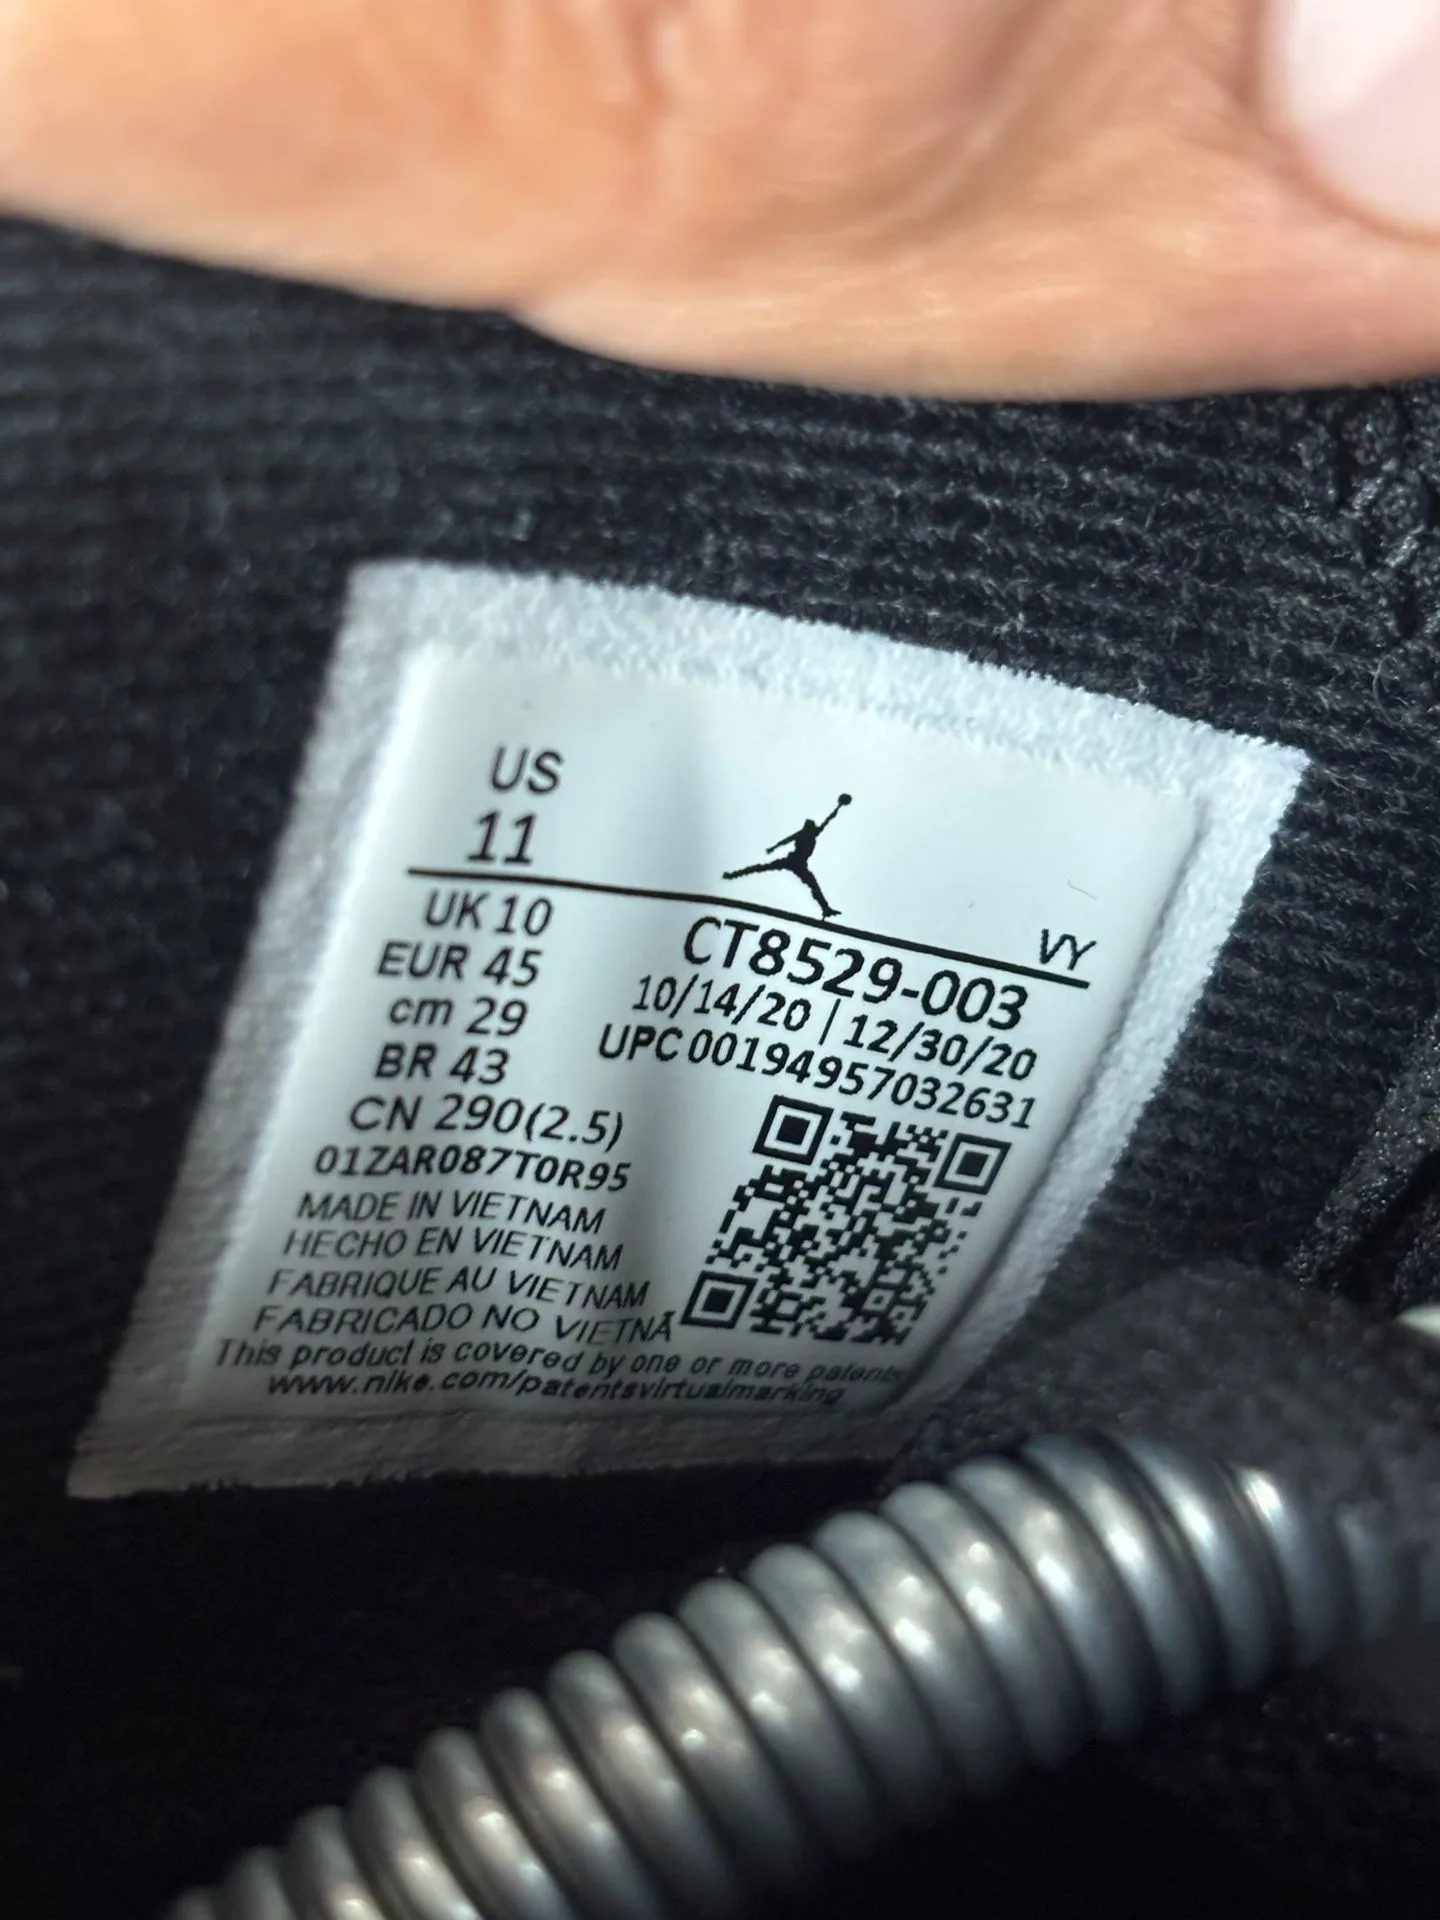 US
11
VY
UK 10
EUR 45
cm 29
BR 43
CN 290(2.5)
01ZAR087T0R95
CT8529-003
10/14/20 | 12/30/20
UPC 00194957032631
MADE IN VIETNAM
HECHO EN VIETNAM
FABRIQUE AU VIETNAM
FABRICADO NO VIETNÃ
This product is covered by one or more patents
www.nike.com/patentsvirtualmarking